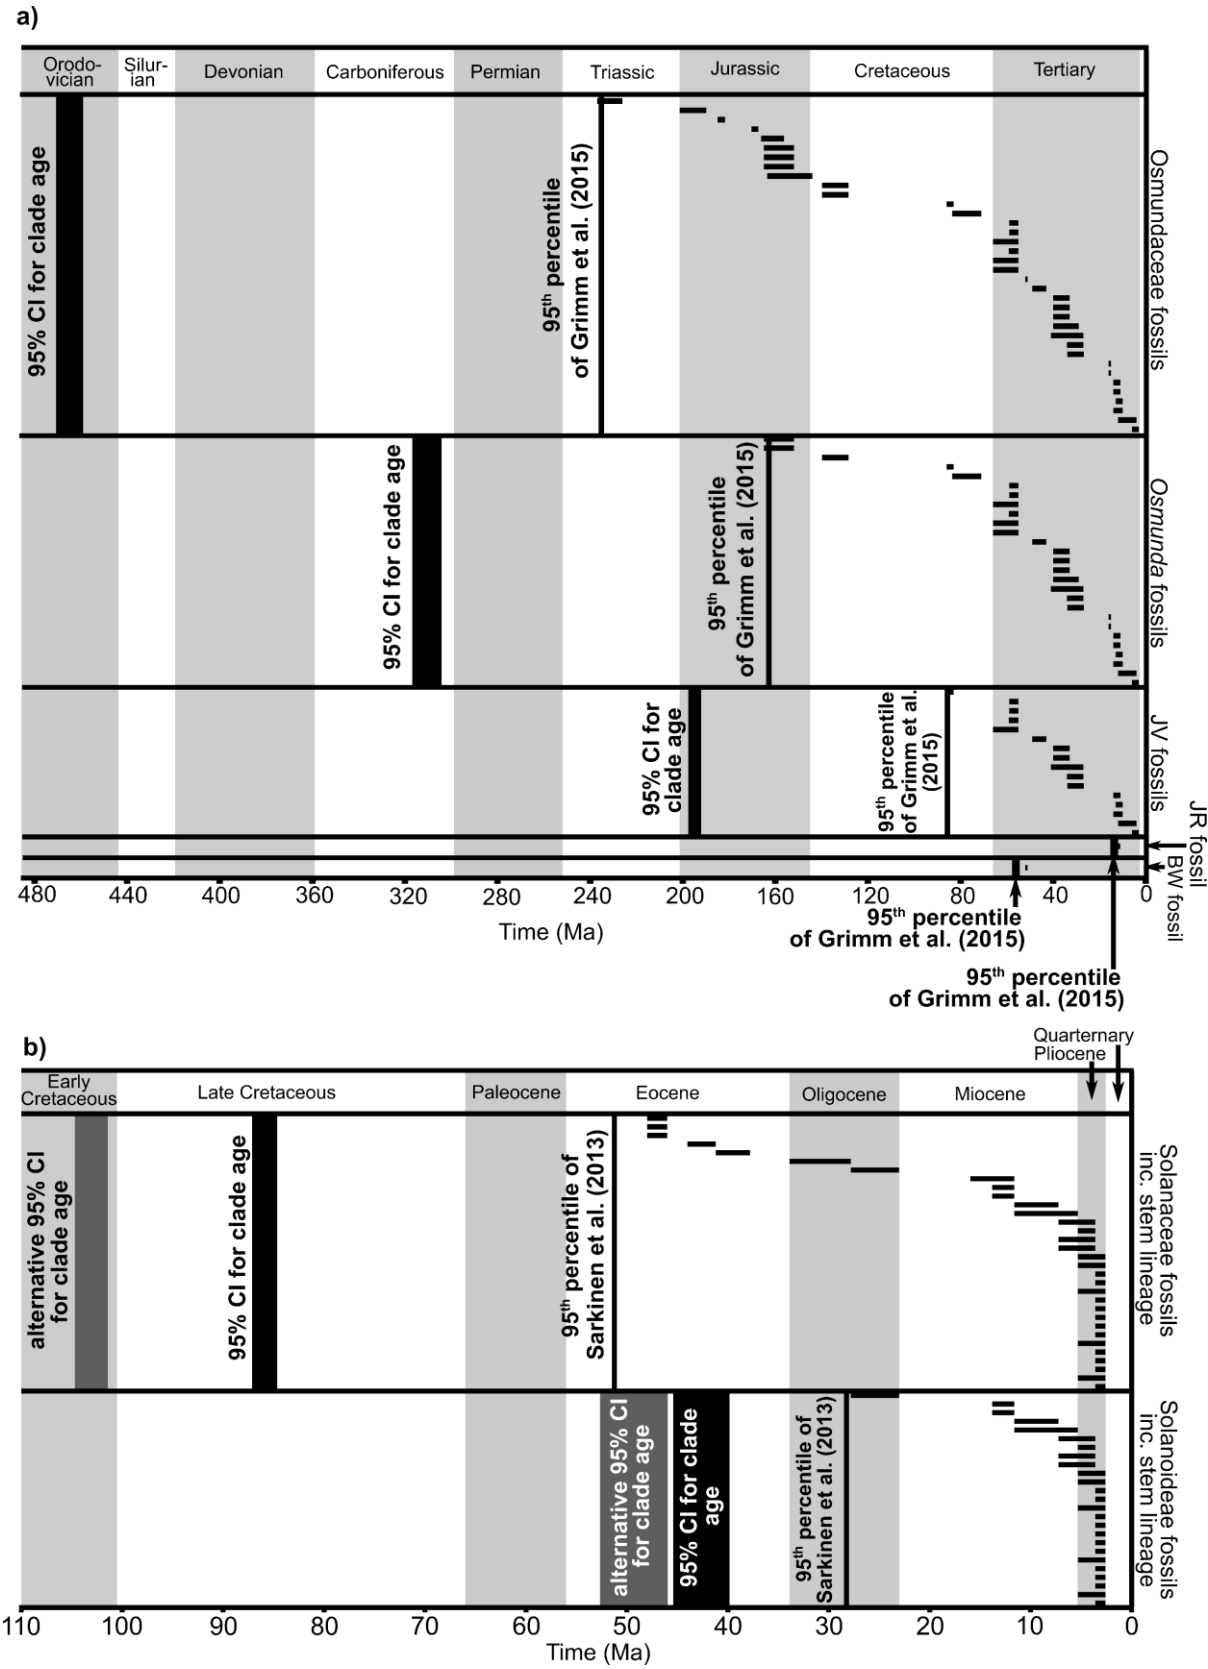 a)
Orodo-
vician
Silur-
ian
Devonian
Carboniferous
Permian
Triassic
Jurassic
Cretaceous
Tertiary
95% CI for clade age
95th percentile
of Grimm et al. (2015)
Osmundaceae fossils
95% CI for clade age
95th percentile
of Grimm et al. (2015)
Osmunda fossils
95% CI for
clade age
95th percentile
of Grimm et al.
(2015)
JV fossils
JR fossil
BW fossil
480 440 400 360 320 280 240 200 160 120 80 40 0
Time (Ma)
95th percentile
of Grimm et al. (2015)
95th percentile
of Grimm et al. (2015)
b)
Quarternary
Pliocene
Early
Cretaceous
Late Cretaceous
Paleocene
Eocene
Oligocene
Miocene
alternative 95% CI
for clade age
95% CI for clade age
95th percentile of
Sarkinen et al. (2013)
Solanaceae fossils
inc. stem lineage
alternative 95% CI
for clade age
95% CI for clade
age
95th percentile of
Sarkinen et al. (2013)
Solanoideae fossils
inc. stem lineage
110 100 90 80 70 60 50 40 30 20 10 0
Time (Ma)